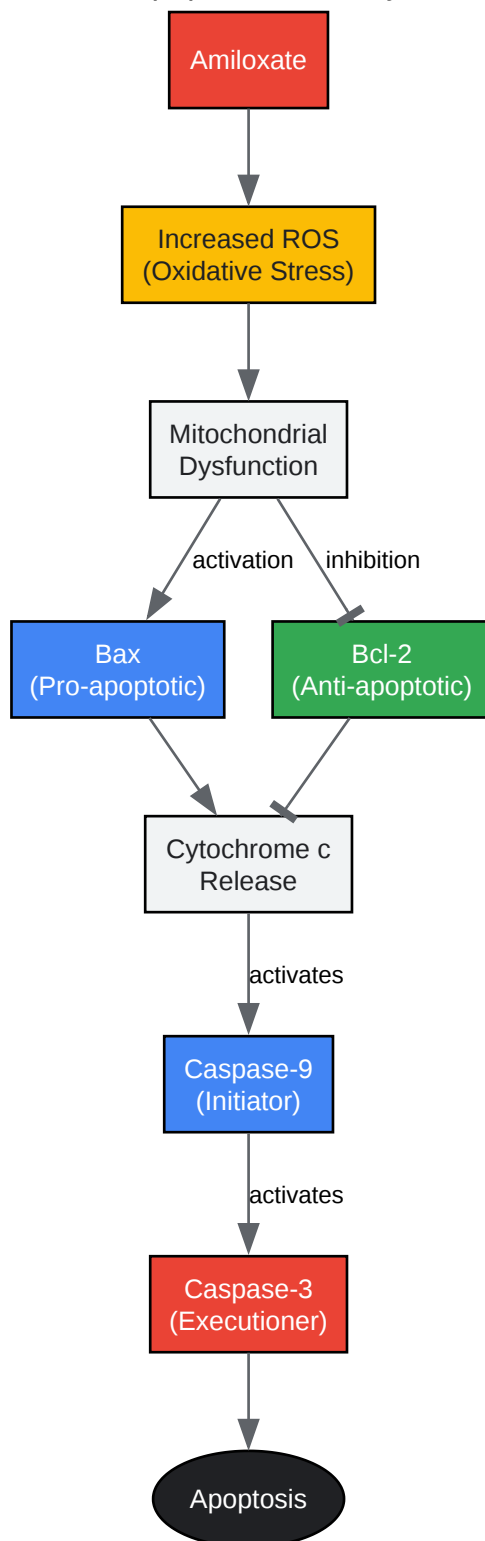 Amiloxate
Increased ROS
(Oxidative Stress)
Mitochondrial
Dysfunction
activation
inhibition
Bax
(Pro-apoptotic)
Bcl-2
(Anti-apoptotic)
Cytochrome c
Release
activates
Caspase-9
(Initiator)
activates
Caspase-3
(Executioner)
Apoptosis